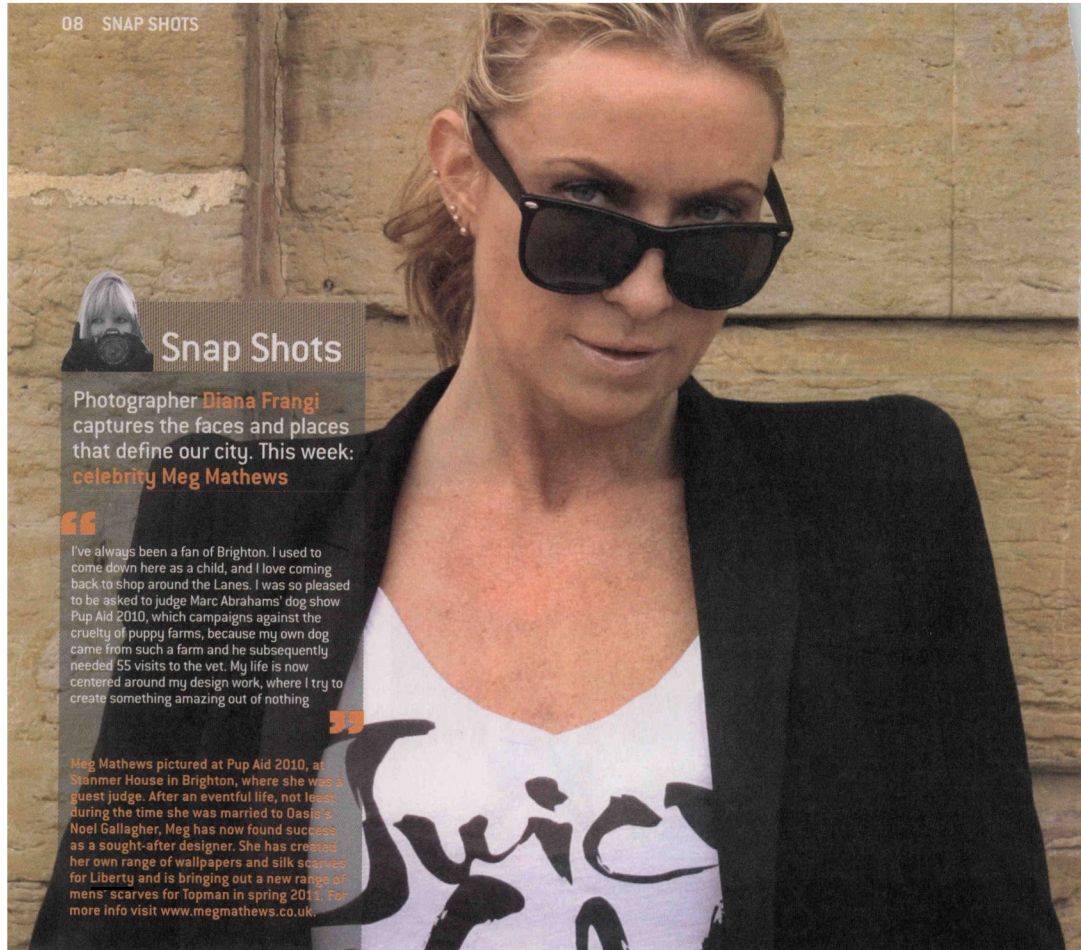 08 SNAP SHOTS
Snap Shots
Photographer Diana Frangi
captures the faces and places
that define our city. This week:
celebrity Meg Mathews
“
I've always been a fan of Brighton. I used to
come down here as a child, and I love coming
back to shop around the Lanes. I was so pleased
to be asked to judge Marc Abrahams' dog show
Pup Aid 2010, which campaigns against the
cruelty of puppy farms, because my own dog
came from such a farm and he subsequently
needed 55 visits to the vet. My life is now
centered around my design work, where I try to
create something amazing out of nothing
”
Meg Mathews pictured at Pup Aid 2010, at
Stanmer House in Brighton, where she was a
guest judge. After an eventful life, not least
during the time she was married to Oasis's
Noel Gallagher, Meg has now found success
as a sought-after designer. She has created
her own range of wallpapers and silk scarves
for Liberty and is bringing out a new range of
mens' scarves for Topman in spring 2011. For
more info visit www.megmathews.co.uk.
Juic